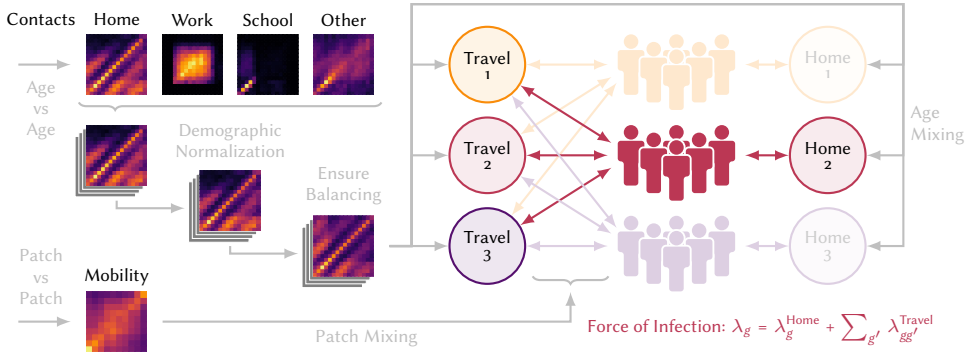 Contacts Home Work School Other
Age
vs
Age
Demographic
Normalization
Ensure
Balancing
Patch
vs
Patch
Mobility
Patch Mixing
Travel
1
Travel
2
Travel
3
Home
1
Home
2
Home
3
Age
Mixing
Force of Infection: λ_g = λ_g^Home + ∑_g′ λ_gg′^Travel